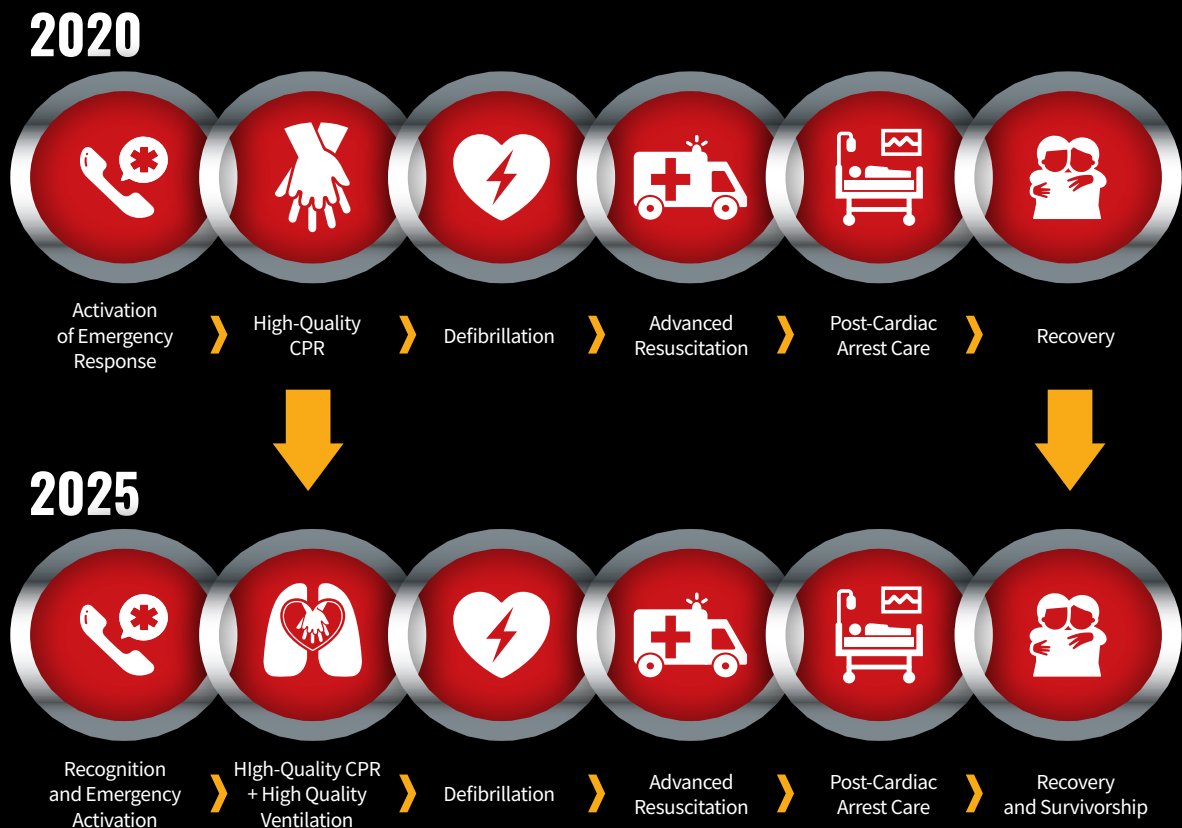 2020
Activation
of Emergency
Response
High-Quality
CPR
Defibrillation
Advanced
Resuscitation
Post-Cardiac
Arrest Care
Recovery
2025
Recognition
and Emergency
Activation
HIgh-Quality CPR
+ High Quality
Ventilation
Defibrillation
Advanced
Resuscitation
Post-Cardiac
Arrest Care
Recovery
and Survivorship